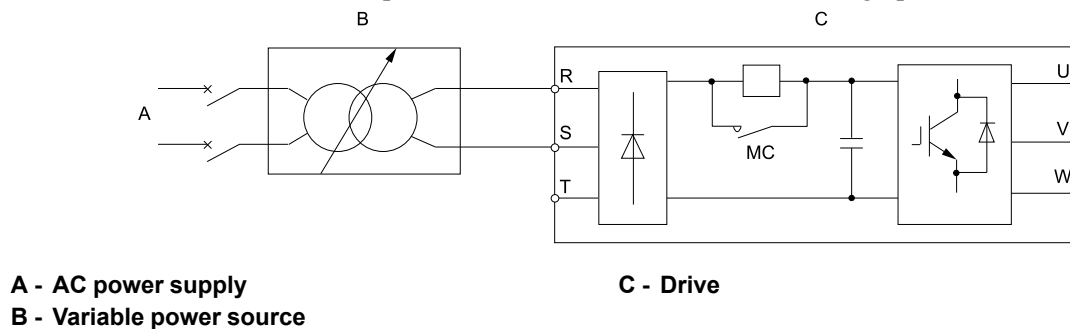 B
C
A
R
S
T
MC
U
V
W
A - AC power supply
B - Variable power source
C - Drive